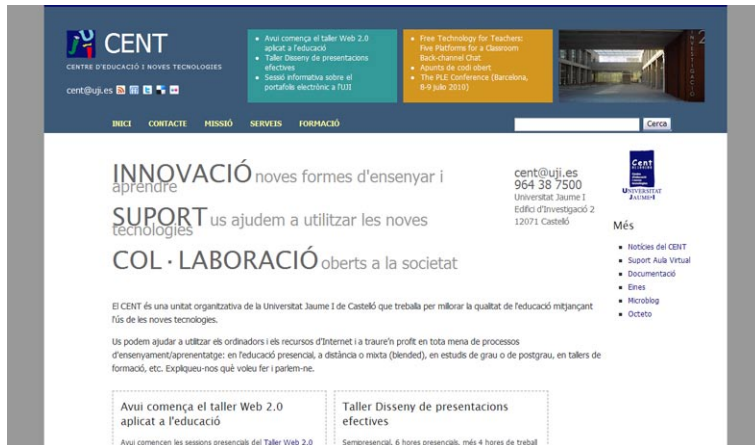 CENT
CENTRE D'EDUCACIÓ I NOVES TECNOLOGIES
cent@uji.es
Avui comença el taller Web 2.0
aplicat a l'educació
Taller Disseny de presentacions
efectives
Sessió informativa sobre el
portafolis electrònic a l'UJI
Free Technology for Teachers:
Five Platforms for a Classroom
Back-channel Chat
Apunts de codi obert
The PLE Conference (Barcelona,
8-9 julio 2010)
INVESTIGACIÓ 2
INICI CONTACTE MISSIÓ SERVEIS FORMACIÓ
Cerca
INNOVACIÓ noves formes d'ensenyar i
aprendre
SUPORT us ajudem a utilitzar les noves
tecnologies
COL·LABORACIÓ oberts a la societat
cent@uji.es
964 38 7500
Universitat Jaume I
Edifici d'Investigació 2
12071 Castelló
Cent
UNIVERSITAT
JAUME·I
Més
Notícies del CENT
Suport Aula Virtual
Documentació
Eines
Microblog
Octeto
El CENT és una unitat organitzativa de la Universitat Jaume I de Castelló que treballa per millorar la qualitat de l'educació mitjançant
l'ús de les noves tecnologies.
Us podem ajudar a utilitzar els ordinadors i els recursos d'Internet i a traure'n profit en tota mena de processos
d'ensenyament/aprenentatge: en l'educació presencial, a distància o mixta (blended), en estudis de grau o de postgrau, en tallers de
formació, etc. Expliqueu-nos què voleu fer i parlem-ne.
Avui comença el taller Web 2.0
aplicat a l'educació
Avui comencen les sessions presencials del Taller Web 2.0
Taller Disseny de presentacions
efectives
Semipresencial, 6 hores presencials, més 4 hores de treball